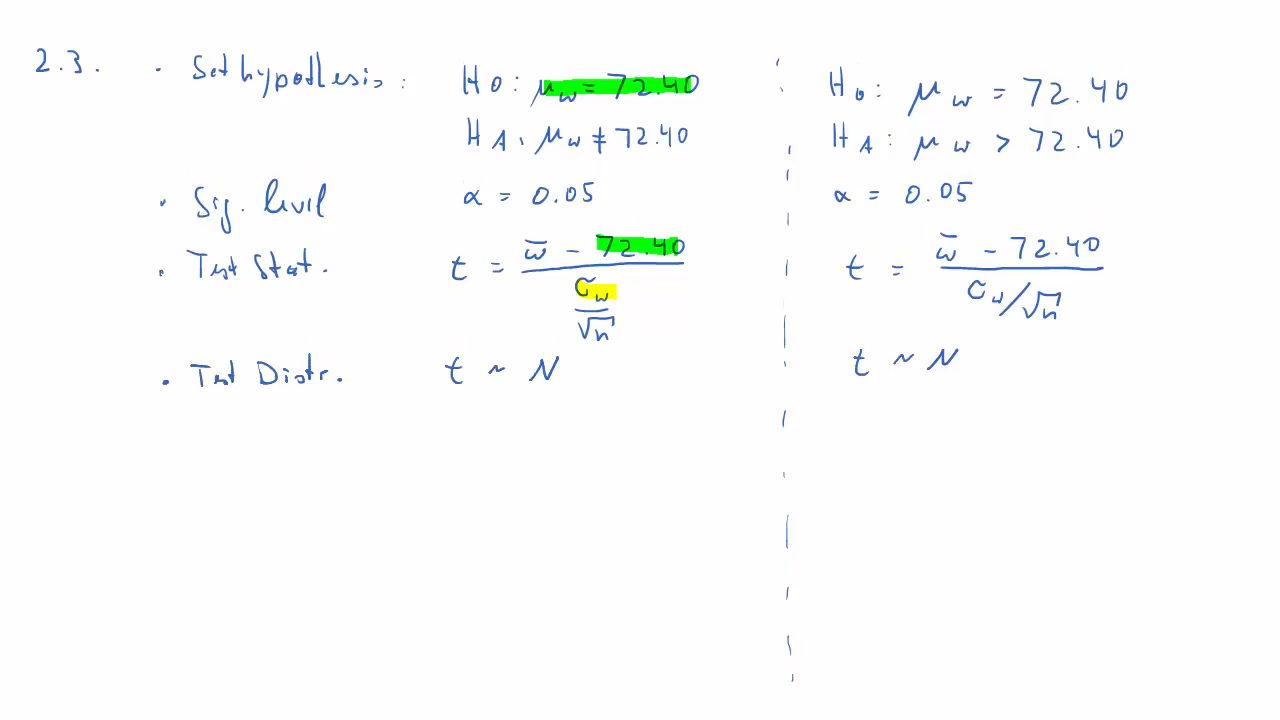 2.3. · Set hypothesis: H0: μw = 72.40 H0: μw = 72.40
HA: μw ≠ 72.40 HA: μw > 72.40
· Sig. level α = 0.05 α = 0.05
· Test Stat. t = (w̄ − 72.40) / (σw / √n) t = (w̄ − 72.40) / (σw/√n)
· Test Distr. t ~ N t ~ N